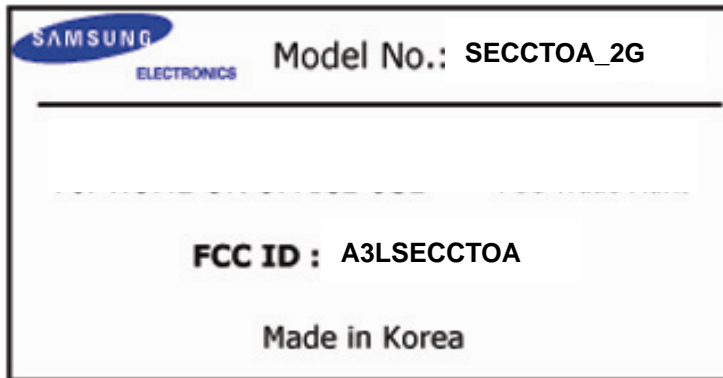 SAMSUNG
ELECTRONICS
Model No.: SECCTOA_2G
FCC ID : A3LSECCTOA
Made in Korea